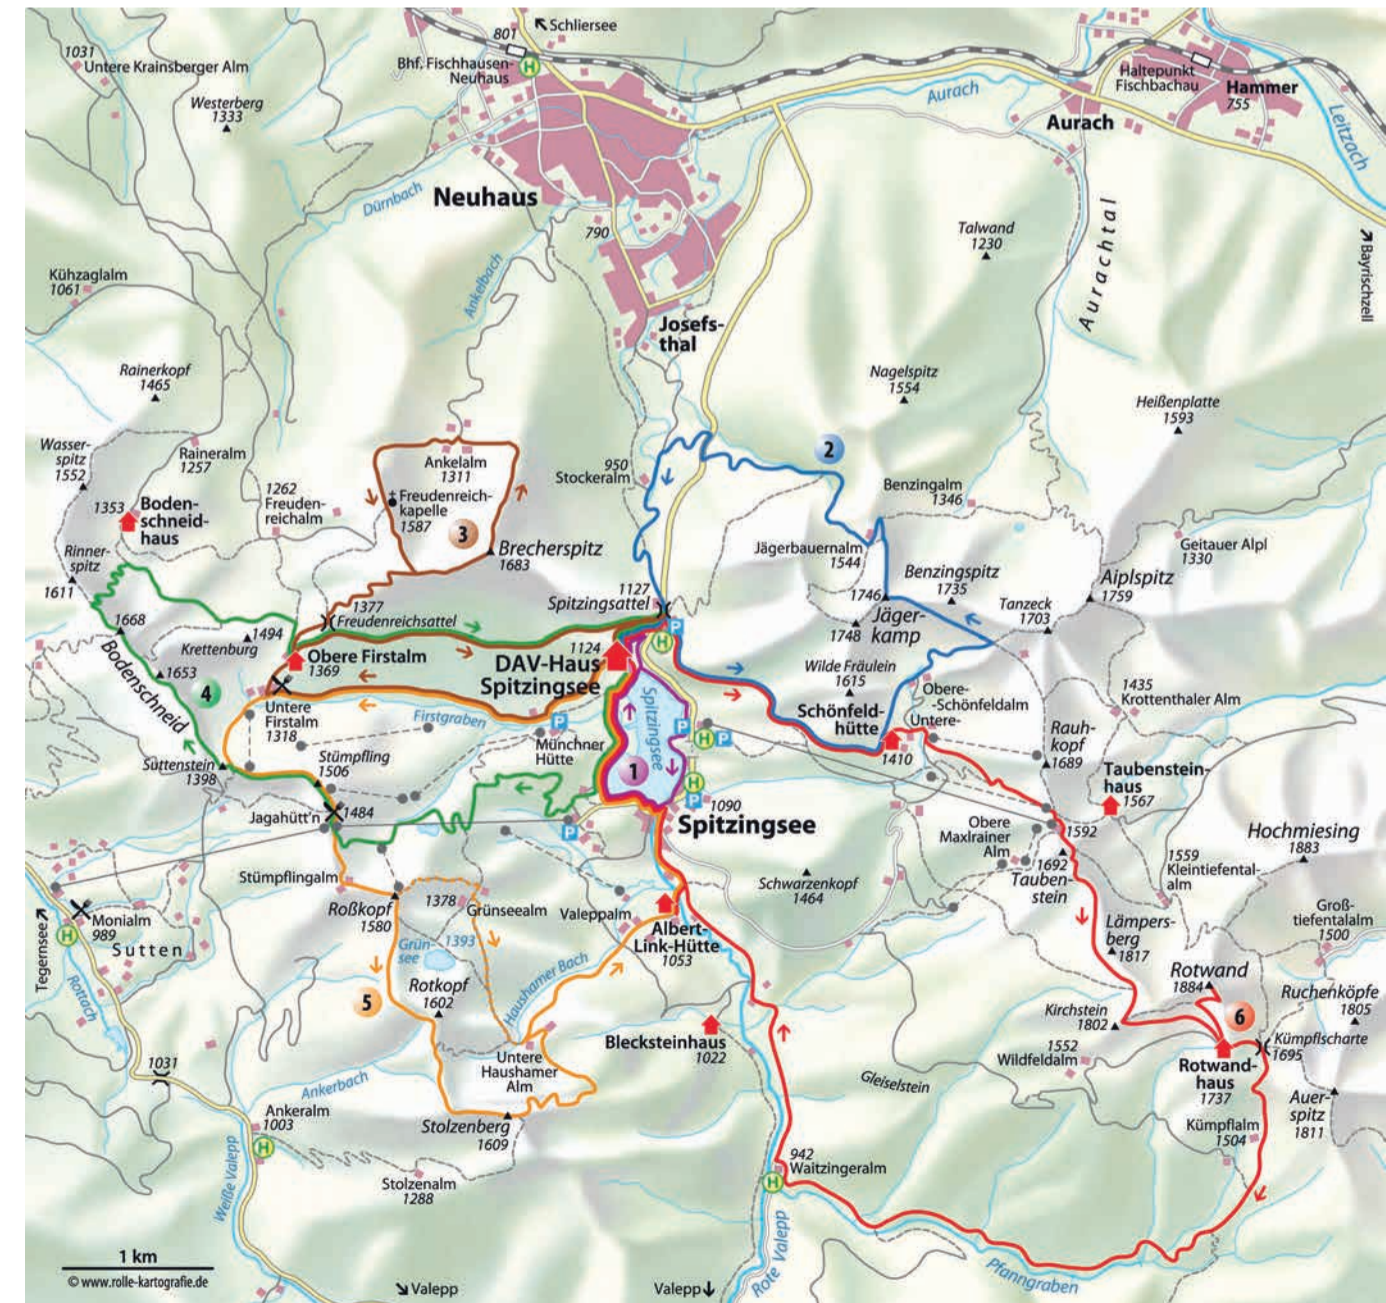 Schliersee
801
Bhf. Fischhausen-
Neuhaus
H
1031
Untere Krainsberger Alm
Westerberg
1333
Haltepunkt
Fischbachau
Hammer
755
Aurach
Aurach
Leitzach
Dürnbach
Neuhaus
790
Ankelbach
Talwand
1230
Aurachtal
Bayrischzell
Kühzaglalm
1061
Josefs-
thal
Rainerkopf
1465
Nagelspitz
1554
Heißenplatte
1593
Wasser-
spitz
1552
Raineralm
1257
Ankelalm
1311
950
Stockeralm
2
Benzingalm
1346
1353
Boden-
schneid-
haus
1262
Freuden-
reichalm
Freudenreich-
kapelle
1587
3
Brecherspitz
1683
Jägerbauernalm
1544
Geitauer Alpl
1330
Rinner-
spitz
1611
Benzingspitz
1735
Aiplspitz
1759
1127
Spitzingsattel
1746
Jäger-
kamp
1748
Tanzeck
1703
1377
Freudenreichsattel
1668
1494
Krettenburg
Obere Firstalm
1369
1124
DAV-Haus
Spitzingsee
P
H
Wilde Fräulein
1615
Bodenschneid
1653
4
Untere
Firstalm
1318
Firstgraben
P
Münchner
Hütte
Spitzingsee
1
P
H
P
Schönfeld-
hütte
1410
Obere-
-Schönfeldalm
Untere-
1435
Krottenthaler Alm
Rauh-
kopf
1689
Suttenstein
1398
Stümpfling
1506
Taubenstein-
haus
1567
Jagahütt'n
1484
H
P
1090
Spitzingsee
P
Obere
Maxlrainer
Alm
1592
1692
Tauben-
stein
Hochmiesing
1883
1559
Kleintiefental-
alm
Stümpflingalm
Roßkopf
1580
1378
Grünseealm
Valeppalm
Schwarzenkopf
1464
Groß-
tiefentalalm
1500
Tegernsee
Monialm
989
H
Sutten
Rottach
Grün-
see
1393
Albert-
Link-Hütte
1053
Lämpers-
berg
1817
Rotwand
1884
Ruchenköpfe
1805
5
Rotkopf
1602
Haushamer Bach
6
Kirchstein
1802
Blecksteinhaus
1022
Untere
Haushamer
Alm
1552
Wildfeldalm
Kümpflscharte
1695
Rotwand-
haus
1737
1031
Ankerbach
Gleiselstein
Auer-
spitz
1811
Ankeralm
1003
H
Stolzenberg
1609
Kümpflalm
1504
Weiße Valepp
Stolzenalm
1288
942
Waitzingeralm
H
1 km
© www.rolle-kartografie.de
Valepp
Valepp
Rote Valepp
Pfanngraben